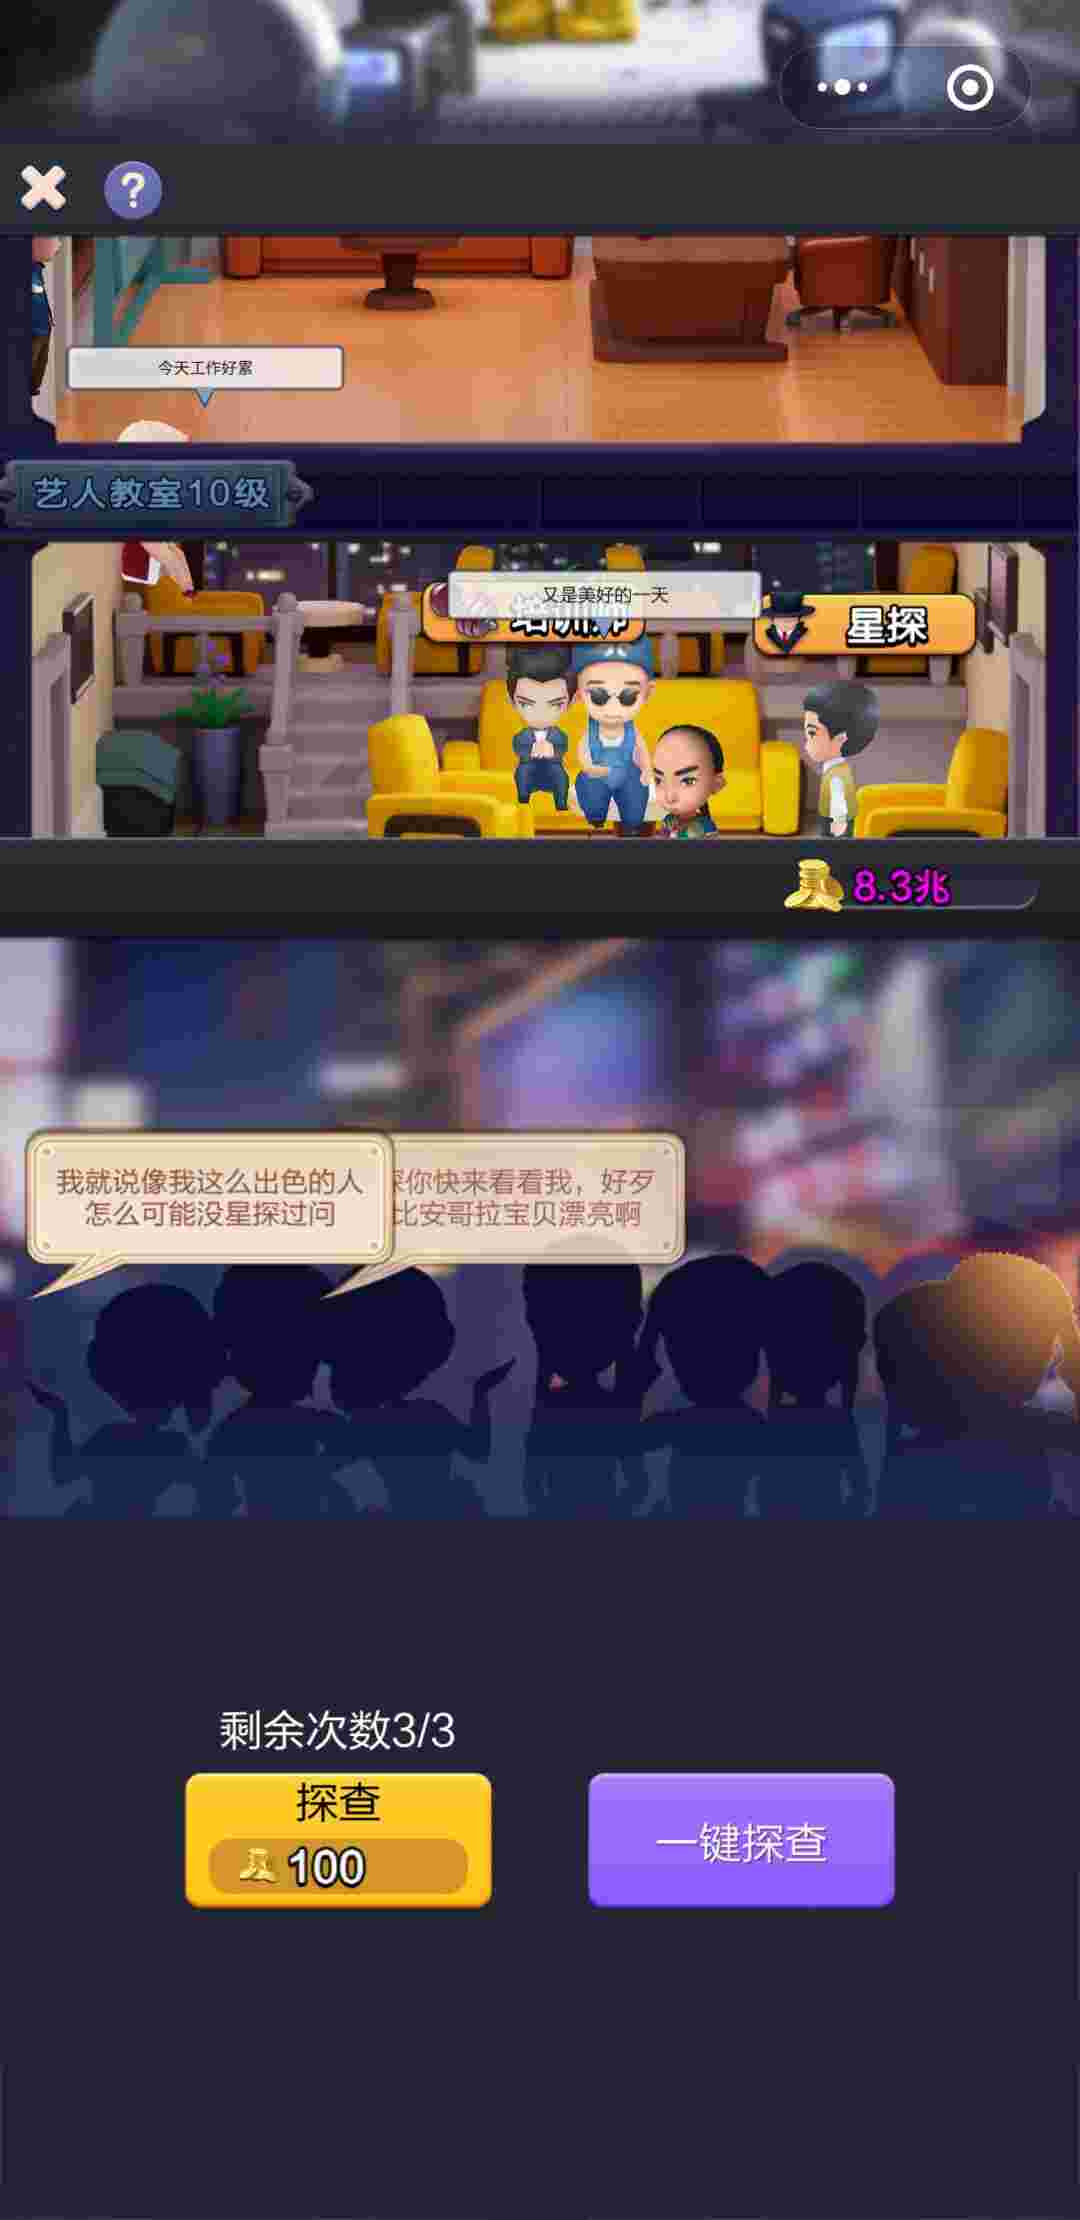 今天工作好累
艺人教室10级
又是美好的一天
星探
8.3兆
我就说像我这么出色的人
怎么可能没星探过问
你快来看看我，好歹
比安哥拉宝贝漂亮啊
剩余次数3/3
探查
100
一键探查